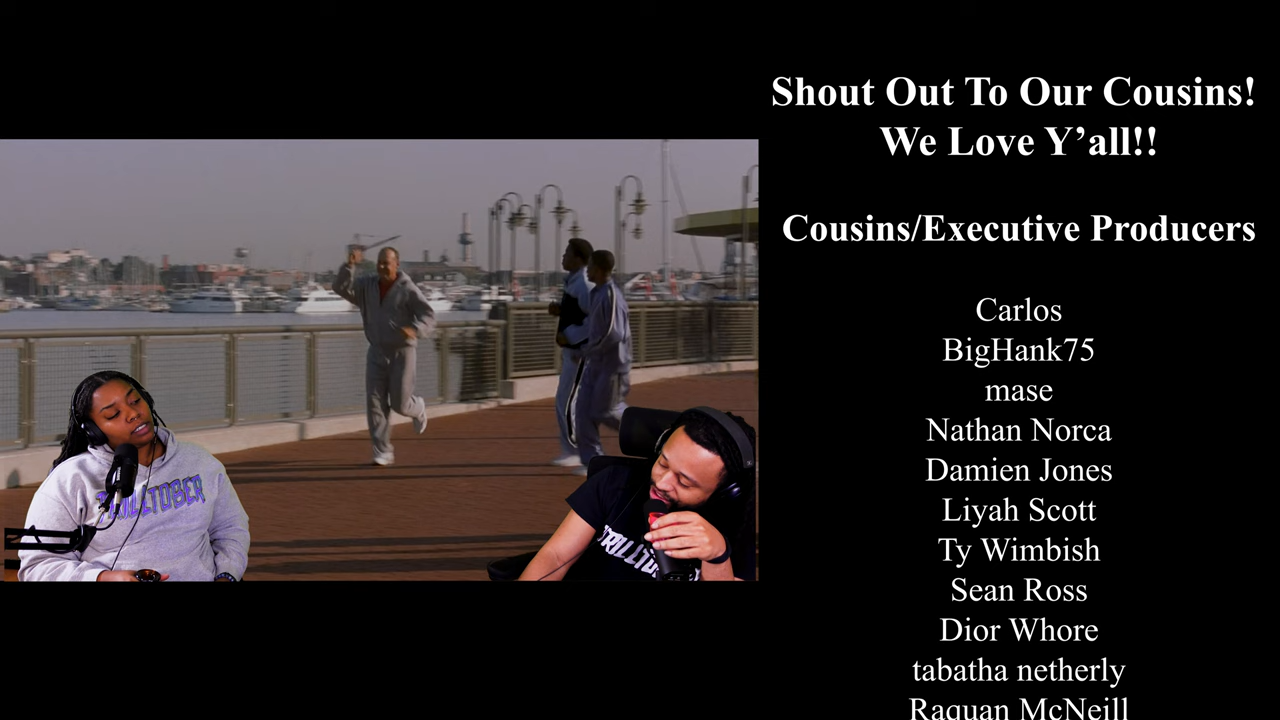 Shout Out To Our Cousins!
We Love Y’all!!
Cousins/Executive Producers
Carlos
BigHank75
mase
Nathan Norca
Damien Jones
Liyah Scott
Ty Wimbish
Sean Ross
Dior Whore
tabatha netherly
Raquan McNeill